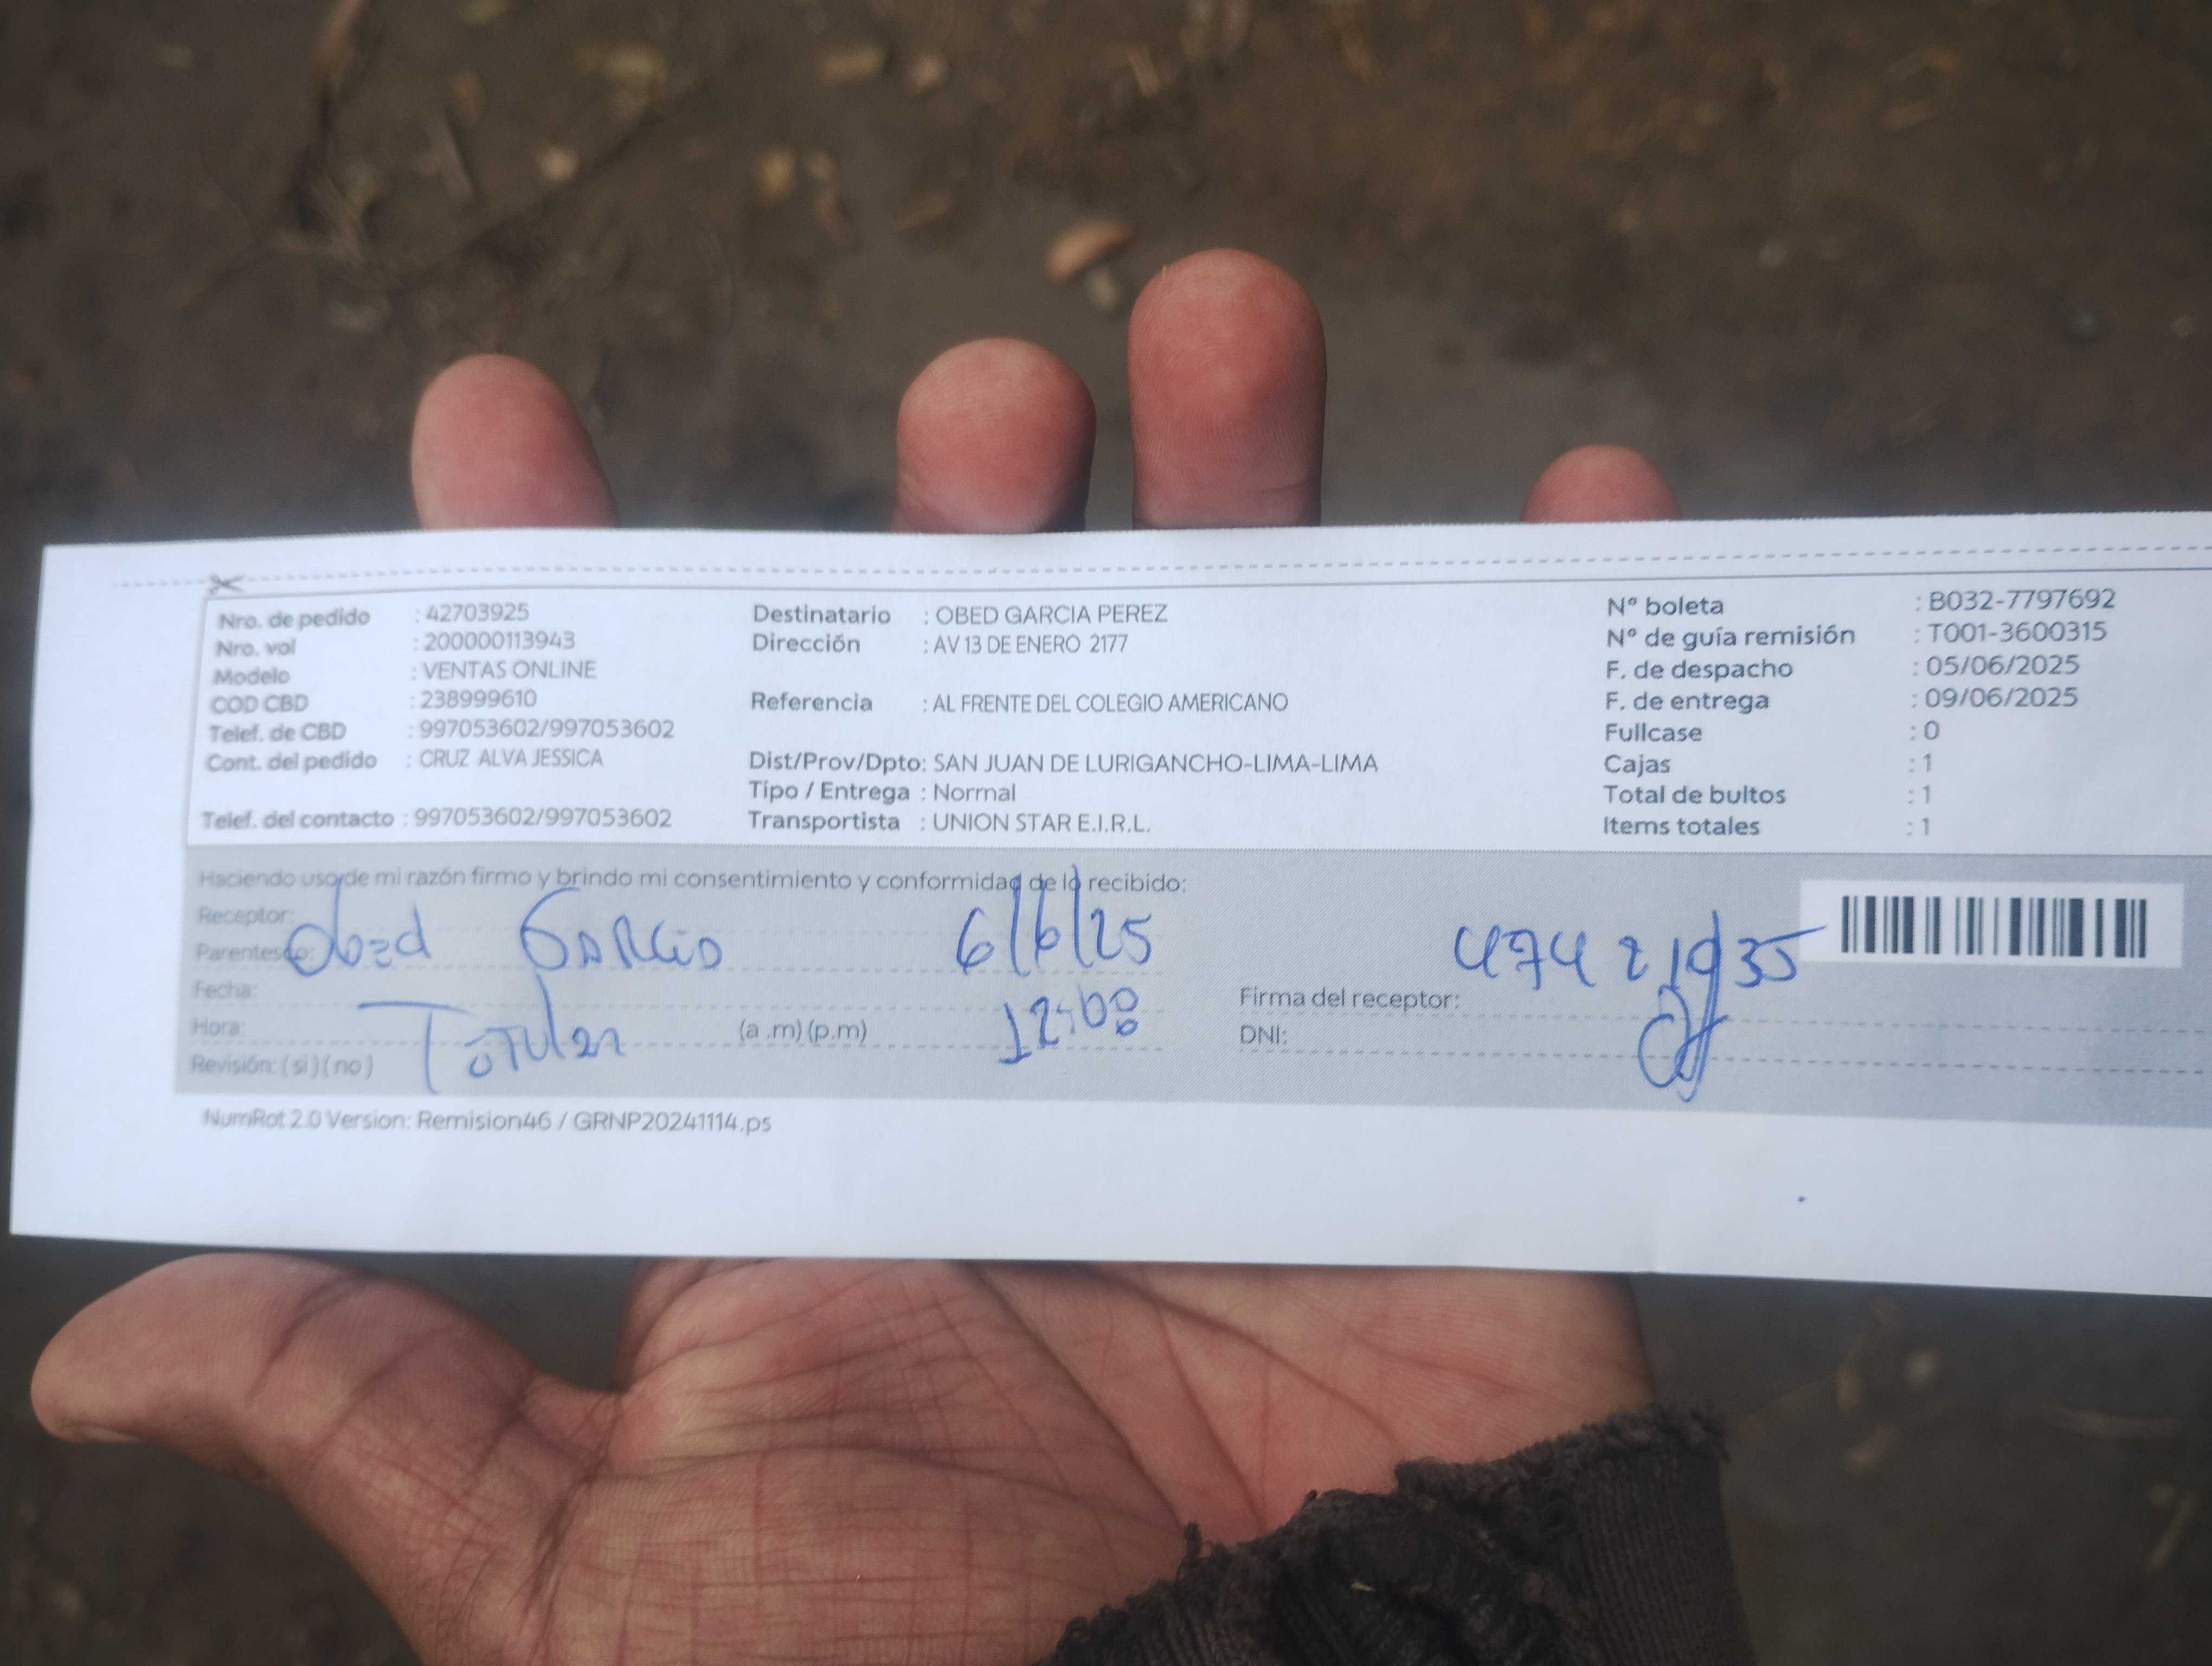 Nro. de pedido : 42703925
Nro. vol : 200000113943
Modelo : VENTAS ONLINE
COD CBD : 238999610
Telef. de CBD : 997053602/997053602
Cont. del pedido : CRUZ ALVA JESSICA
Telef. del contacto : 997053602/997053602
Destinatario : OBED GARCIA PEREZ
Dirección : AV 13 DE ENERO 2177
Referencia : AL FRENTE DEL COLEGIO AMERICANO
Dist/Prov/Dpto: SAN JUAN DE LURIGANCHO-LIMA-LIMA
Tipo / Entrega : Normal
Transportista : UNION STAR E.I.R.L.
N° boleta : B032-7797692
N° de guía remisión : T001-3600315
F. de despacho : 05/06/2025
F. de entrega : 09/06/2025
Fullcase : 0
Cajas : 1
Total de bultos : 1
Items totales : 1
Haciendo uso de mi razón firmo y brindo mi consentimiento y conformidad de lo recibido:
Receptor:
Parentesco: Obed Garcia 6/6/25
Fecha:
Hora: Titular (a .m) (p.m) 12:08
Revisión: ( si ) ( no )
47421935
Firma del receptor:
DNI:
NumRot 2.0 Version: Remision46 / GRNP20241114.ps